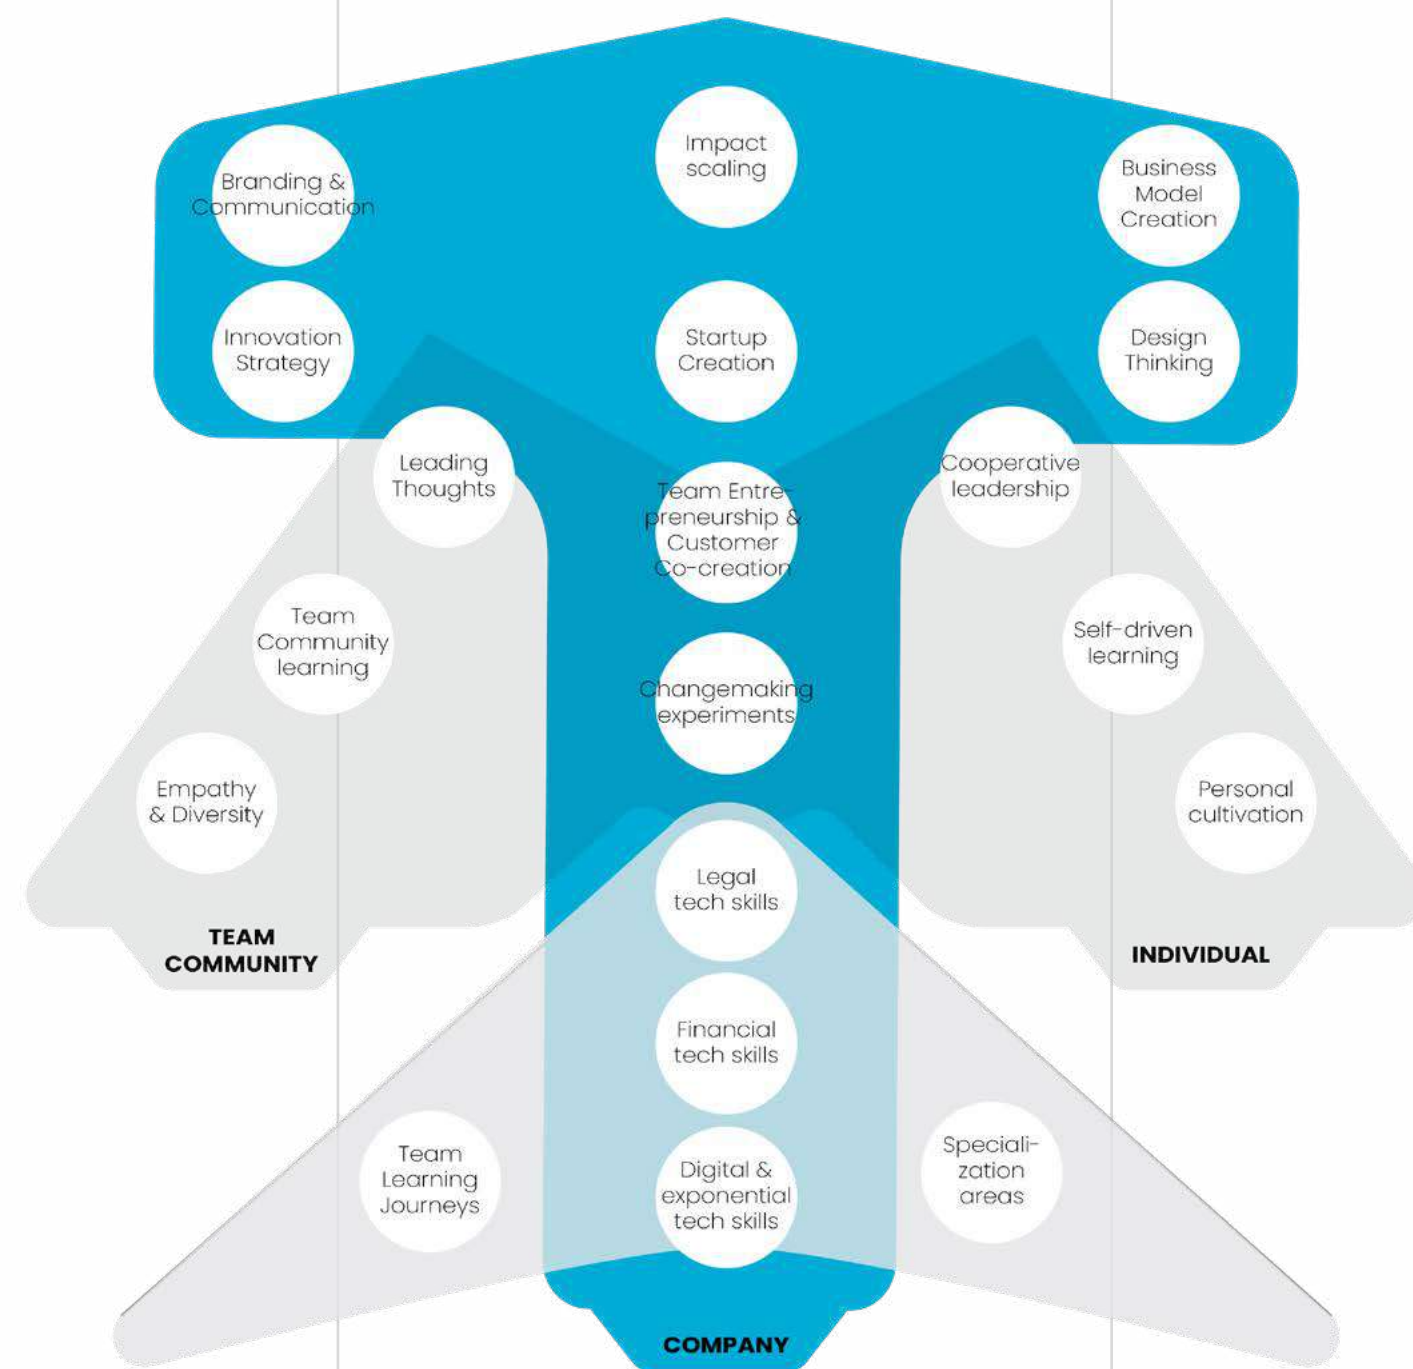 Impact
scaling
Branding &
Communication
Business
Model
Creation
Innovation
Strategy
Startup
Creation
Design
Thinking
Leading
Thoughts
Team Entre-
preneurship &
Customer
Co-creation
Cooperative
leadership
Team
Community
learning
Self-driven
learning
Changemaking
experiments
Empathy
& Diversity
Personal
cultivation
Legal
tech skills
TEAM
COMMUNITY
INDIVIDUAL
Financial
tech skills
Team
Learning
Journeys
Digital &
exponential
tech skills
Speciali-
zation
areas
COMPANY